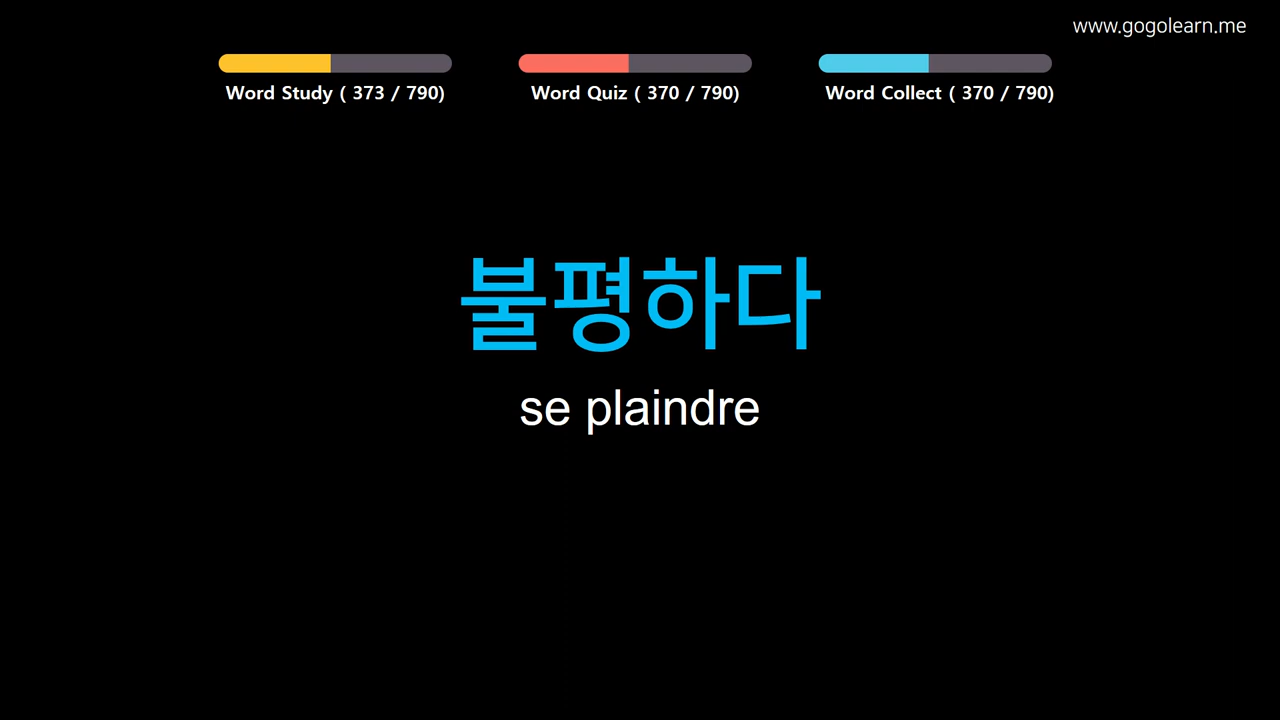 www.gogolearn.me
Word Study ( 373 / 790)
Word Quiz ( 370 / 790)
Word Collect ( 370 / 790)
불평하다
se plaindre